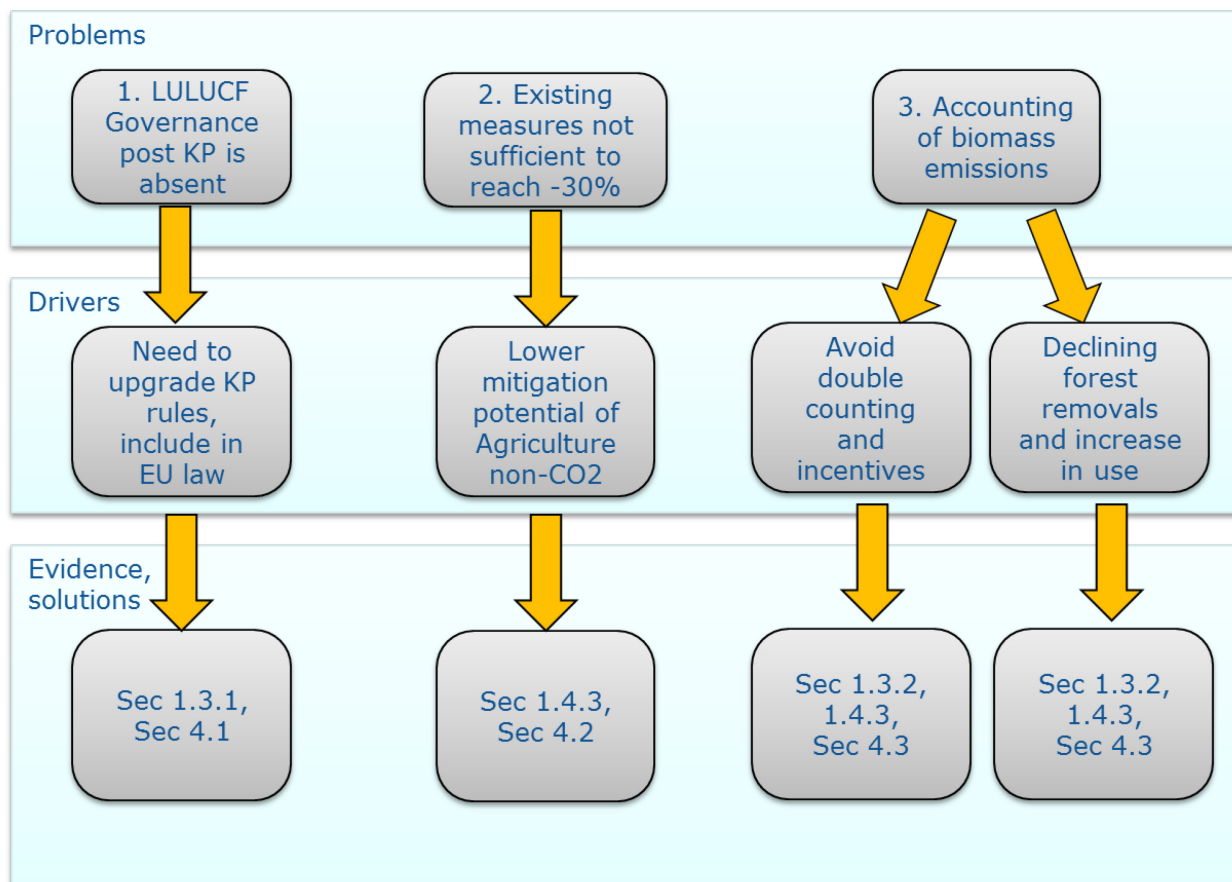 Problems
1. LULUCF
Governance
post KP is
absent
2. Existing
measures not
sufficient to
reach -30%
3. Accounting
of biomass
emissions
Drivers
Need to
upgrade KP
rules,
include in
EU law
Lower
mitigation
potential of
Agriculture
non-CO2
Avoid
double
counting
and
incentives
Declining
forest
removals
and increase
in use
Evidence,
solutions
Sec 1.3.1,
Sec 4.1
Sec 1.4.3,
Sec 4.2
Sec 1.3.2,
1.4.3,
Sec 4.3
Sec 1.3.2,
1.4.3,
Sec 4.3